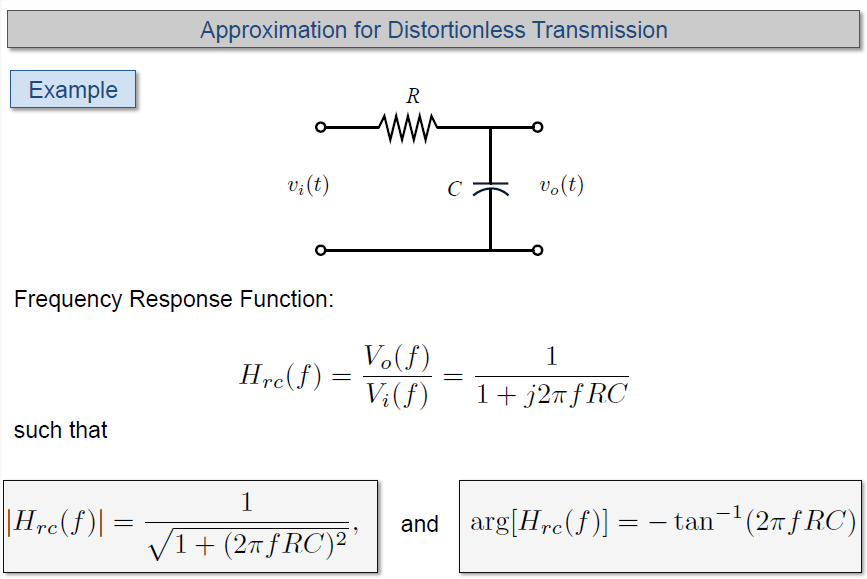 Approximation for Distortionless Transmission
Example
R
v_i(t)
C
v_o(t)
Frequency Response Function:
H_{rc}(f) = \frac{V_o(f)}{V_i(f)} = \frac{1}{1 + j2\pi fRC}
such that
|H_{rc}(f)| = \frac{1}{\sqrt{1 + (2\pi fRC)^2}}, and arg[H_{rc}(f)] = − tan^{-1}(2\pi fRC)